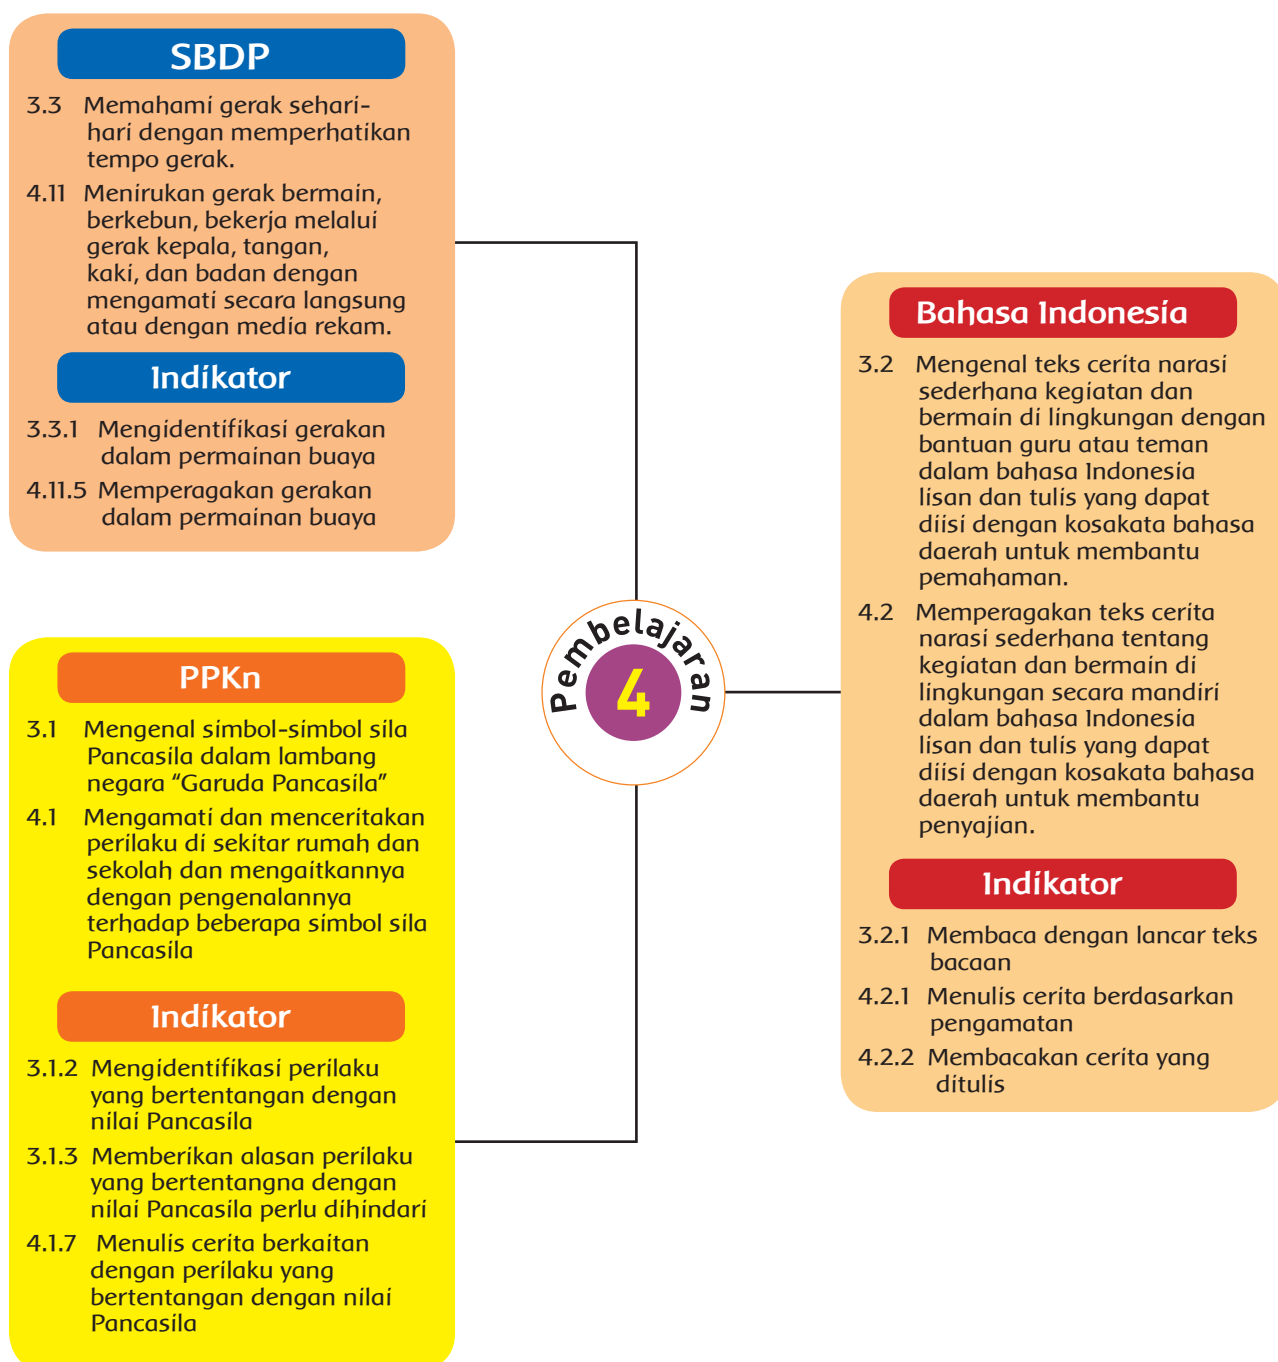 SBDP
3.3 Memahami gerak sehari-
hari dengan memperhatikan
tempo gerak.
4.11 Menirukan gerak bermain,
berkebun, bekerja melalui
gerak kepala, tangan,
kaki, dan badan dengan
mengamati secara langsung
atau dengan media rekam.
Indikator
3.3.1 Mengidentifikasi gerakan
dalam permainan buaya
4.11.5 Memperagakan gerakan
dalam permainan buaya
PPKn
3.1 Mengenal simbol-simbol sila
Pancasila dalam lambang
negara “Garuda Pancasila”
4.1 Mengamati dan menceritakan
perilaku di sekitar rumah dan
sekolah dan mengaitkannya
dengan pengenalannya
terhadap beberapa simbol sila
Pancasila
Indikator
3.1.2 Mengidentifikasi perilaku
yang bertentangan dengan
nilai Pancasila
3.1.3 Memberikan alasan perilaku
yang bertentangna dengan
nilai Pancasila perlu dihindari
4.1.7 Menulis cerita berkaitan
dengan perilaku yang
bertentangan dengan nilai
Pancasila
Pembelajaran
4
Bahasa Indonesia
3.2 Mengenal teks cerita narasi
sederhana kegiatan dan
bermain di lingkungan dengan
bantuan guru atau teman
dalam bahasa Indonesia
lisan dan tulis yang dapat
diisi dengan kosakata bahasa
daerah untuk membantu
pemahaman.
4.2 Memperagakan teks cerita
narasi sederhana tentang
kegiatan dan bermain di
lingkungan secara mandiri
dalam bahasa Indonesia
lisan dan tulis yang dapat
diisi dengan kosakata bahasa
daerah untuk membantu
penyajian.
Indikator
3.2.1 Membaca dengan lancar teks
bacaan
4.2.1 Menulis cerita berdasarkan
pengamatan
4.2.2 Membacakan cerita yang
ditulis